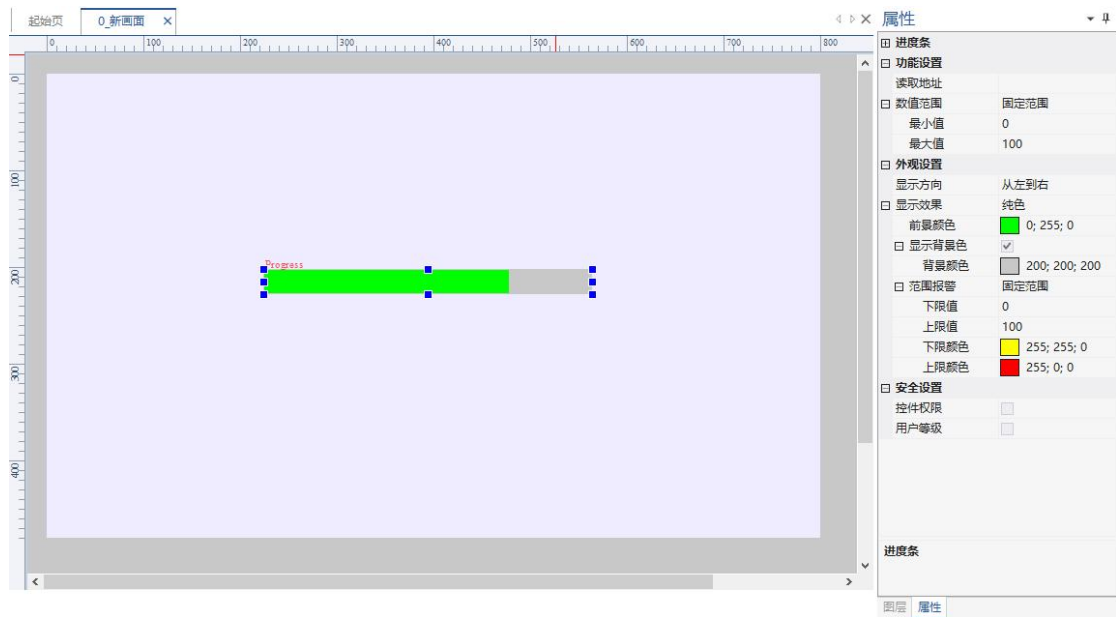 起始页 0_新画面
0 100 200 300 400 500 600 700 800
0
100
200
300
400
Progress
属性
进度条
功能设置
读取地址
数值范围 固定范围
最小值 0
最大值 100
外观设置
显示方向 从左到右
显示效果 纯色
前景颜色 0; 255; 0
显示背景色
背景颜色 200; 200; 200
范围报警 固定范围
下限值 0
上限值 100
下限颜色 255; 255; 0
上限颜色 255; 0; 0
安全设置
控件权限
用户等级
进度条
图层 属性